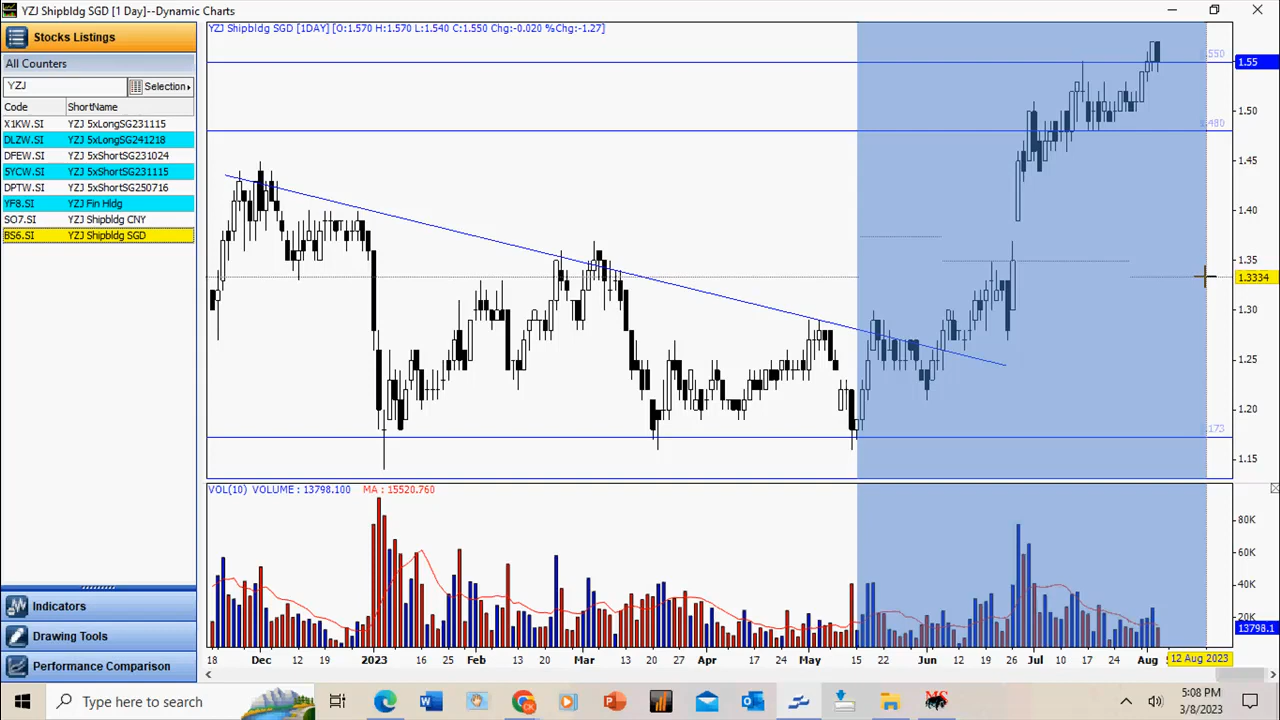 YZJ Shipbldg SGD [1 Day]--Dynamic Charts
Stocks Listings
All Counters
YZJ
Selection
Code ShortName
X1KW.SI YZJ 5xLongSG231115
DLZW.SI YZJ 5xLongSG241218
DFEW.SI YZJ 5xShortSG231024
5YCW.SI YZJ 5xShortSG231115
DPTW.SI YZJ 5xShortSG250716
YF8.SI YZJ Fin Hldg
SO7.SI YZJ Shipbldg CNY
BS6.SI YZJ Shipbldg SGD
Indicators
Drawing Tools
Performance Comparison
YZJ Shipbldg SGD [1DAY] [O:1.570 H:1.570 L:1.540 C:1.550 Chg:-0.020 %Chg:-1.27]
1.55
1.50
1.45
1.40
1.35
1.3334
1.30
1.25
1.20
1.15
VOL(10) VOLUME : 13798.100 MA : 15520.760
80K
60K
40K
20K
13798.1
18 Dec 12 19 2023 16 25 Feb 20 Mar 13 20 27 Apr 17 24 May 15 22 Jun 12 19 26 Jul 10 17 24 Aug 12 Aug 2023
Type here to search
5:08 PM
3/8/2023